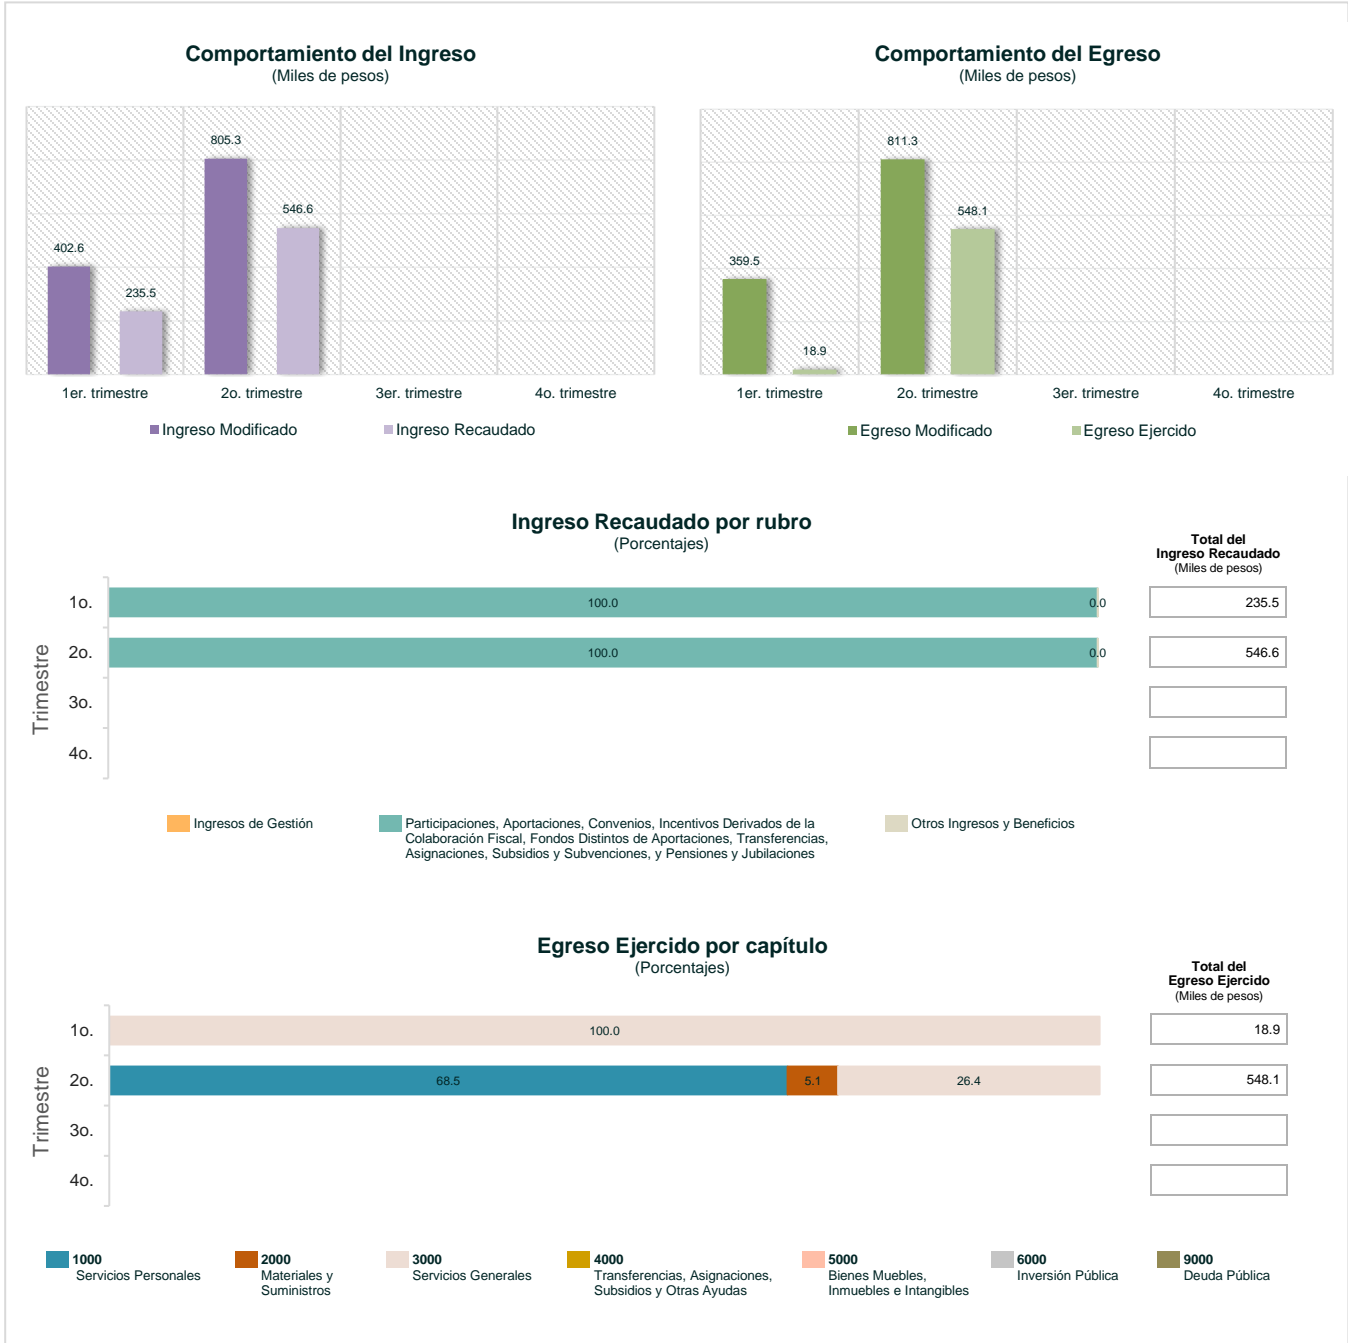 Comportamiento del Ingreso
(Miles de pesos)
402.6
235.5
805.3
546.6
1er. trimestre
2o. trimestre
3er. trimestre
4o. trimestre
Ingreso Modificado
Ingreso Recaudado
Comportamiento del Egreso
(Miles de pesos)
359.5
18.9
811.3
548.1
1er. trimestre
2o. trimestre
3er. trimestre
4o. trimestre
Egreso Modificado
Egreso Ejercido
Ingreso Recaudado por rubro
(Porcentajes)
Total del
Ingreso Recaudado
(Miles de pesos)
Trimestre
1o.
100.0
0.0
235.5
2o.
100.0
0.0
546.6
3o.
4o.
Ingresos de Gestión
Participaciones, Aportaciones, Convenios, Incentivos Derivados de la
Colaboración Fiscal, Fondos Distintos de Aportaciones, Transferencias,
Asignaciones, Subsidios y Subvenciones, y Pensiones y Jubilaciones
Otros Ingresos y Beneficios
Egreso Ejercido por capítulo
(Porcentajes)
Total del
Egreso Ejercido
(Miles de pesos)
Trimestre
1o.
100.0
18.9
2o.
68.5
5.1
26.4
548.1
3o.
4o.
1000
Servicios Personales
2000
Materiales y
Suministros
3000
Servicios Generales
4000
Transferencias, Asignaciones,
Subsidios y Otras Ayudas
5000
Bienes Muebles,
Inmuebles e Intangibles
6000
Inversión Pública
9000
Deuda Pública